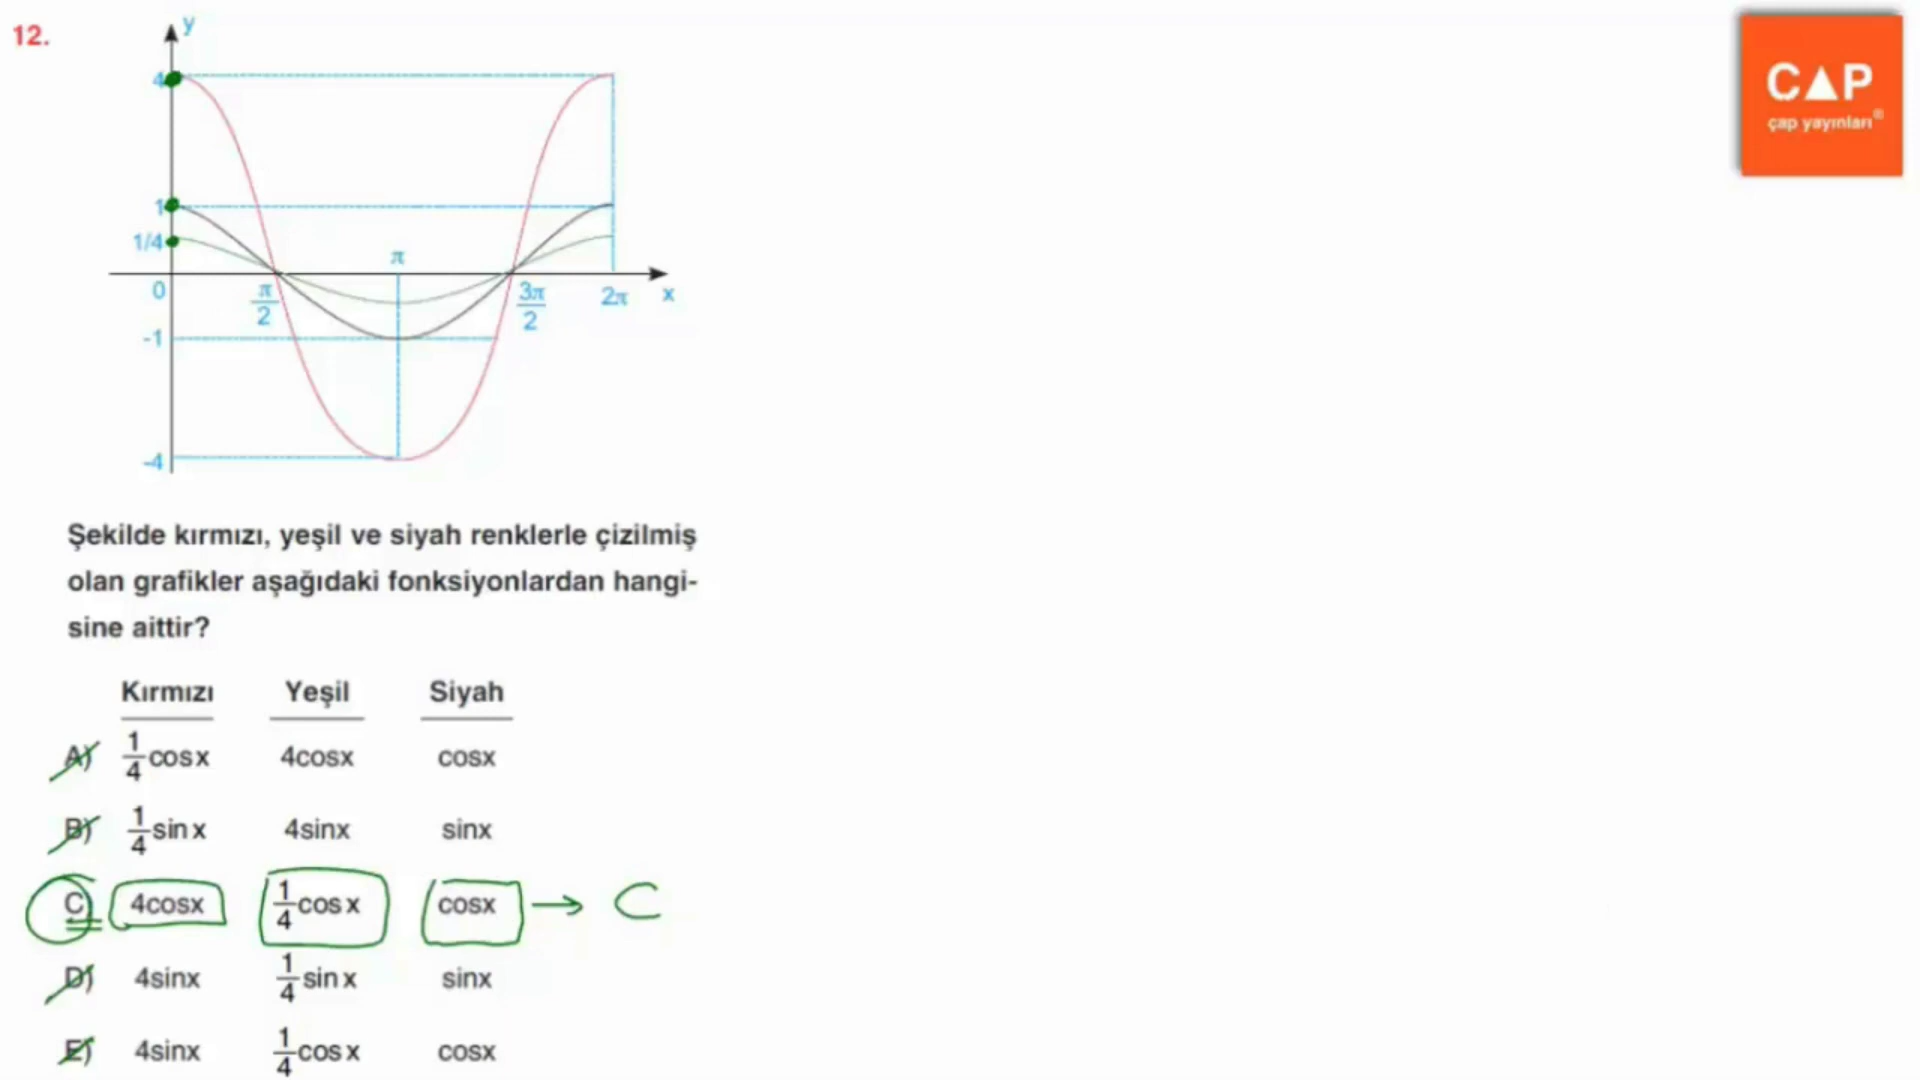 12.
y
4
1
1/4
π
0
π/2
3π/2
2π
x
-1
-4
Şekilde kırmızı, yeşil ve siyah renklerle çizilmiş
olan grafikler aşağıdaki fonksiyonlardan hangi-
sine aittir?
Kırmızı Yeşil Siyah
A) 1/4 cosx 4cosx cosx
B) 1/4 sinx 4sinx sinx
C) 4cosx 1/4 cosx cosx → C
D) 4sinx 1/4 sinx sinx
E) 4sinx 1/4 cosx cosx
CAP
çap yayınları®